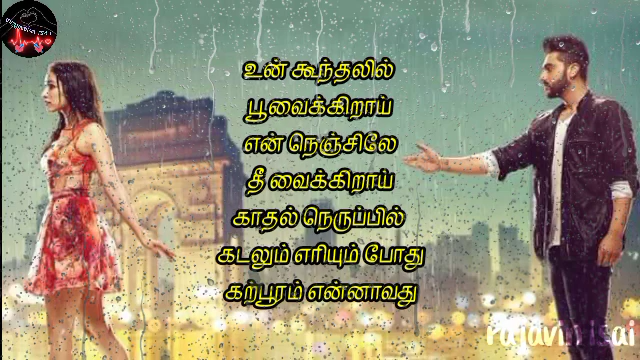 உன் கூந்தலில்
பூவைக்கிறாய்
என் நெஞ்சிலே
தீ வைக்கிறாய்
காதல் நெருப்பில்
கடலும் எரியும் போது
கற்பூரம் என்னாவது